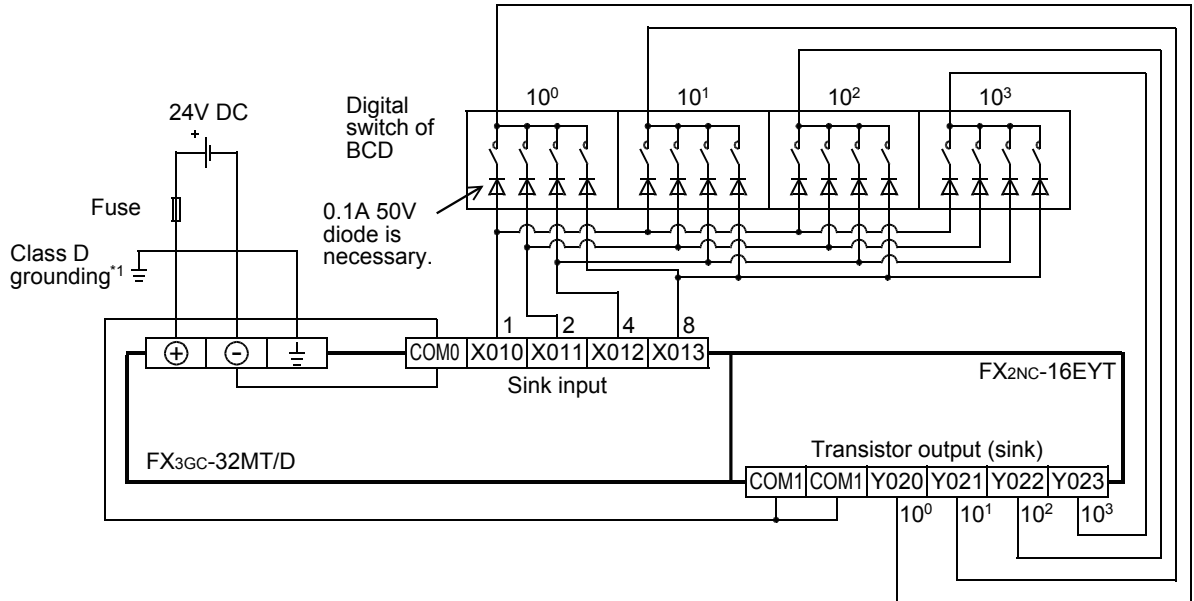 24V DC
+
Fuse
Class D
grounding*1
Digital
switch of
BCD
10⁰ 10¹ 10² 10³
0.1A 50V
diode is
necessary.
1 2 4 8
+ - COM0 X010 X011 X012 X013
Sink input
FX2NC-16EYT
FX3GC-32MT/D
Transistor output (sink)
COM1 COM1 Y020 Y021 Y022 Y023
10⁰ 10¹ 10² 10³